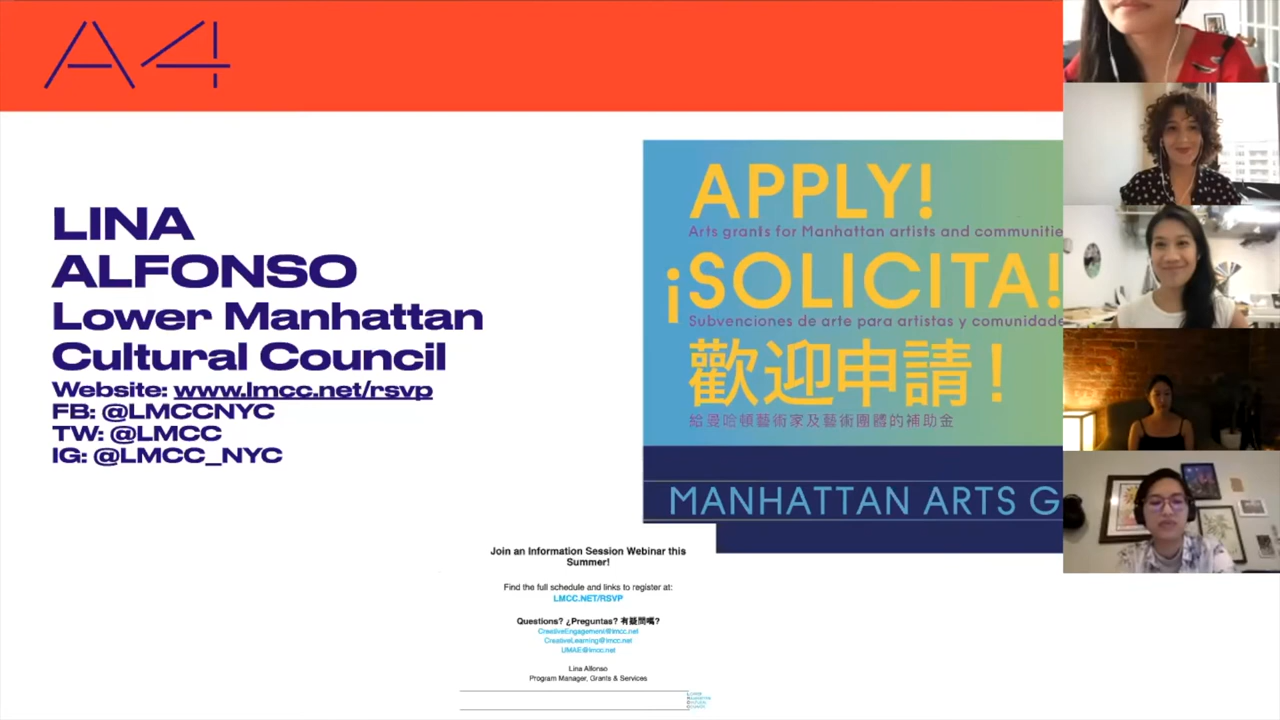 A4
LINA
ALFONSO
Lower Manhattan
Cultural Council
Website: www.lmcc.net/rsvp
FB: @LMCCNYC
TW: @LMCC
IG: @LMCC_NYC
APPLY!
Arts grants for Manhattan artists and communitie
¡SOLICITA!
Subvenciones de arte para artistas y comunidade
歡迎申請！
給曼哈頓藝術家及藝術團體的補助金
MANHATTAN ARTS G
Join an Information Session Webinar this
Summer!
Find the full schedule and links to register at:
LMCC.NET/RSVP
Questions? ¿Preguntas? 有疑問嗎?
CreativeEngagement@lmcc.net
CreativeLearning@lmcc.net
UMAE@lmcc.net
Lina Alfonso
Program Manager, Grants & Services
LOWER
MANHATTAN
CULTURAL
COUNCIL